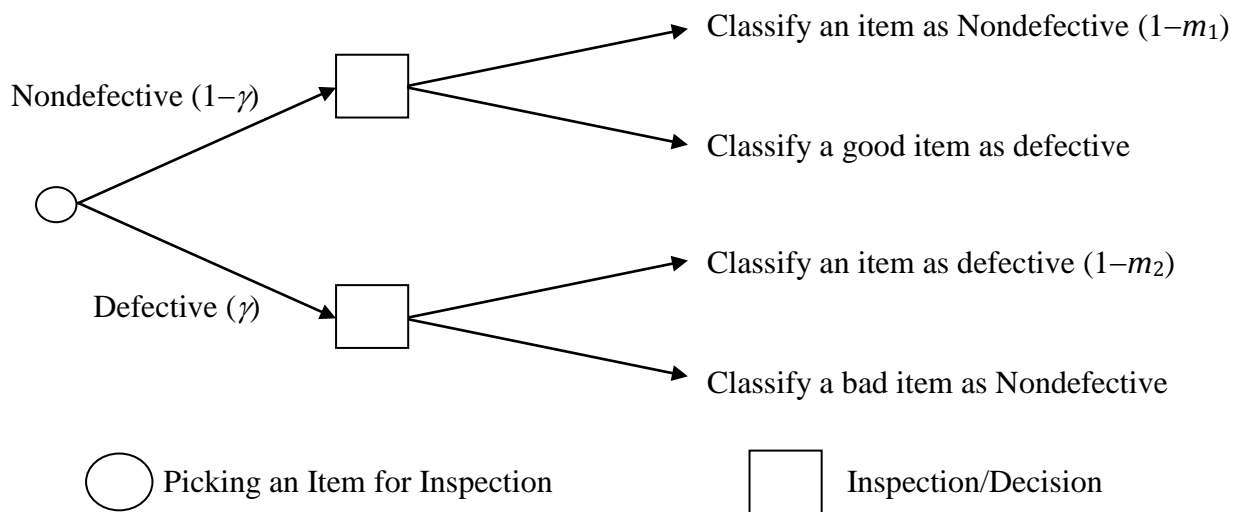 Classify an item as Nondefective (1–m₁)
Nondefective (1–γ)
Classify a good item as defective
Classify an item as defective (1–m₂)
Defective (γ)
Classify a bad item as Nondefective
Picking an Item for Inspection
Inspection/Decision